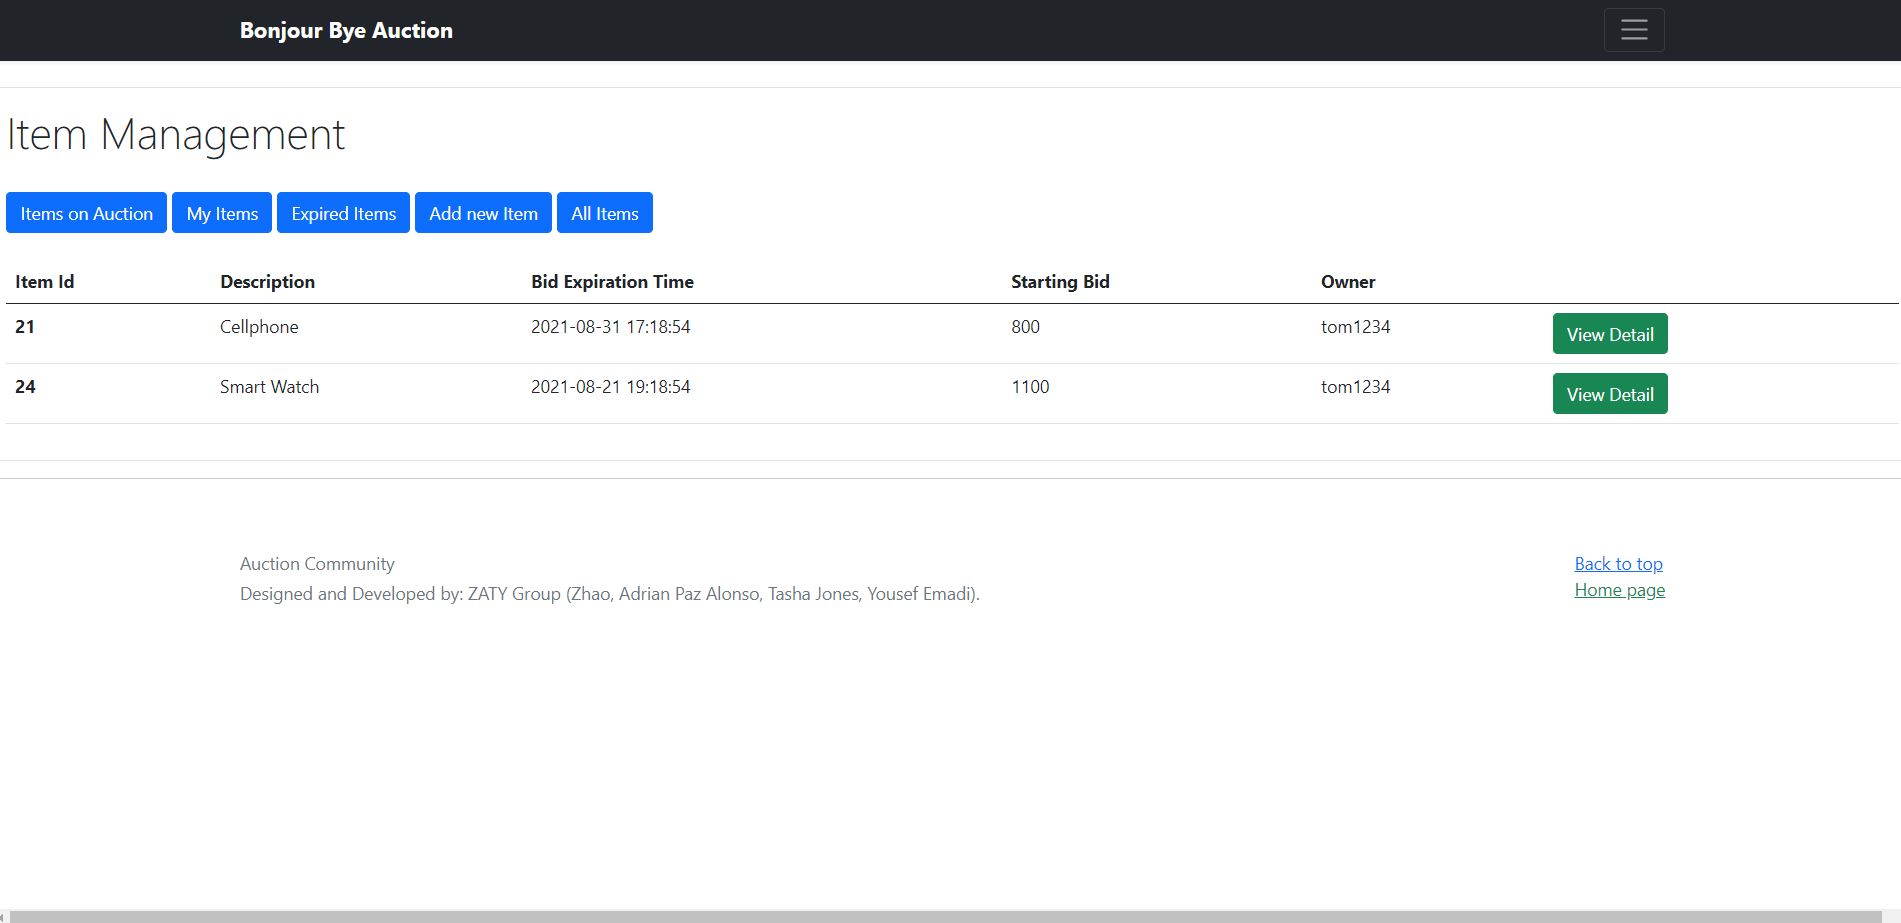 Bonjour Bye Auction
Item Management
Items on Auction My Items Expired Items Add new Item All Items
Item Id Description Bid Expiration Time Starting Bid Owner
21 Cellphone 2021-08-31 17:18:54 800 tom1234 View Detail
24 Smart Watch 2021-08-21 19:18:54 1100 tom1234 View Detail
Auction Community Back to top
Designed and Developed by: ZATY Group (Zhao, Adrian Paz Alonso, Tasha Jones, Yousef Emadi). Home page